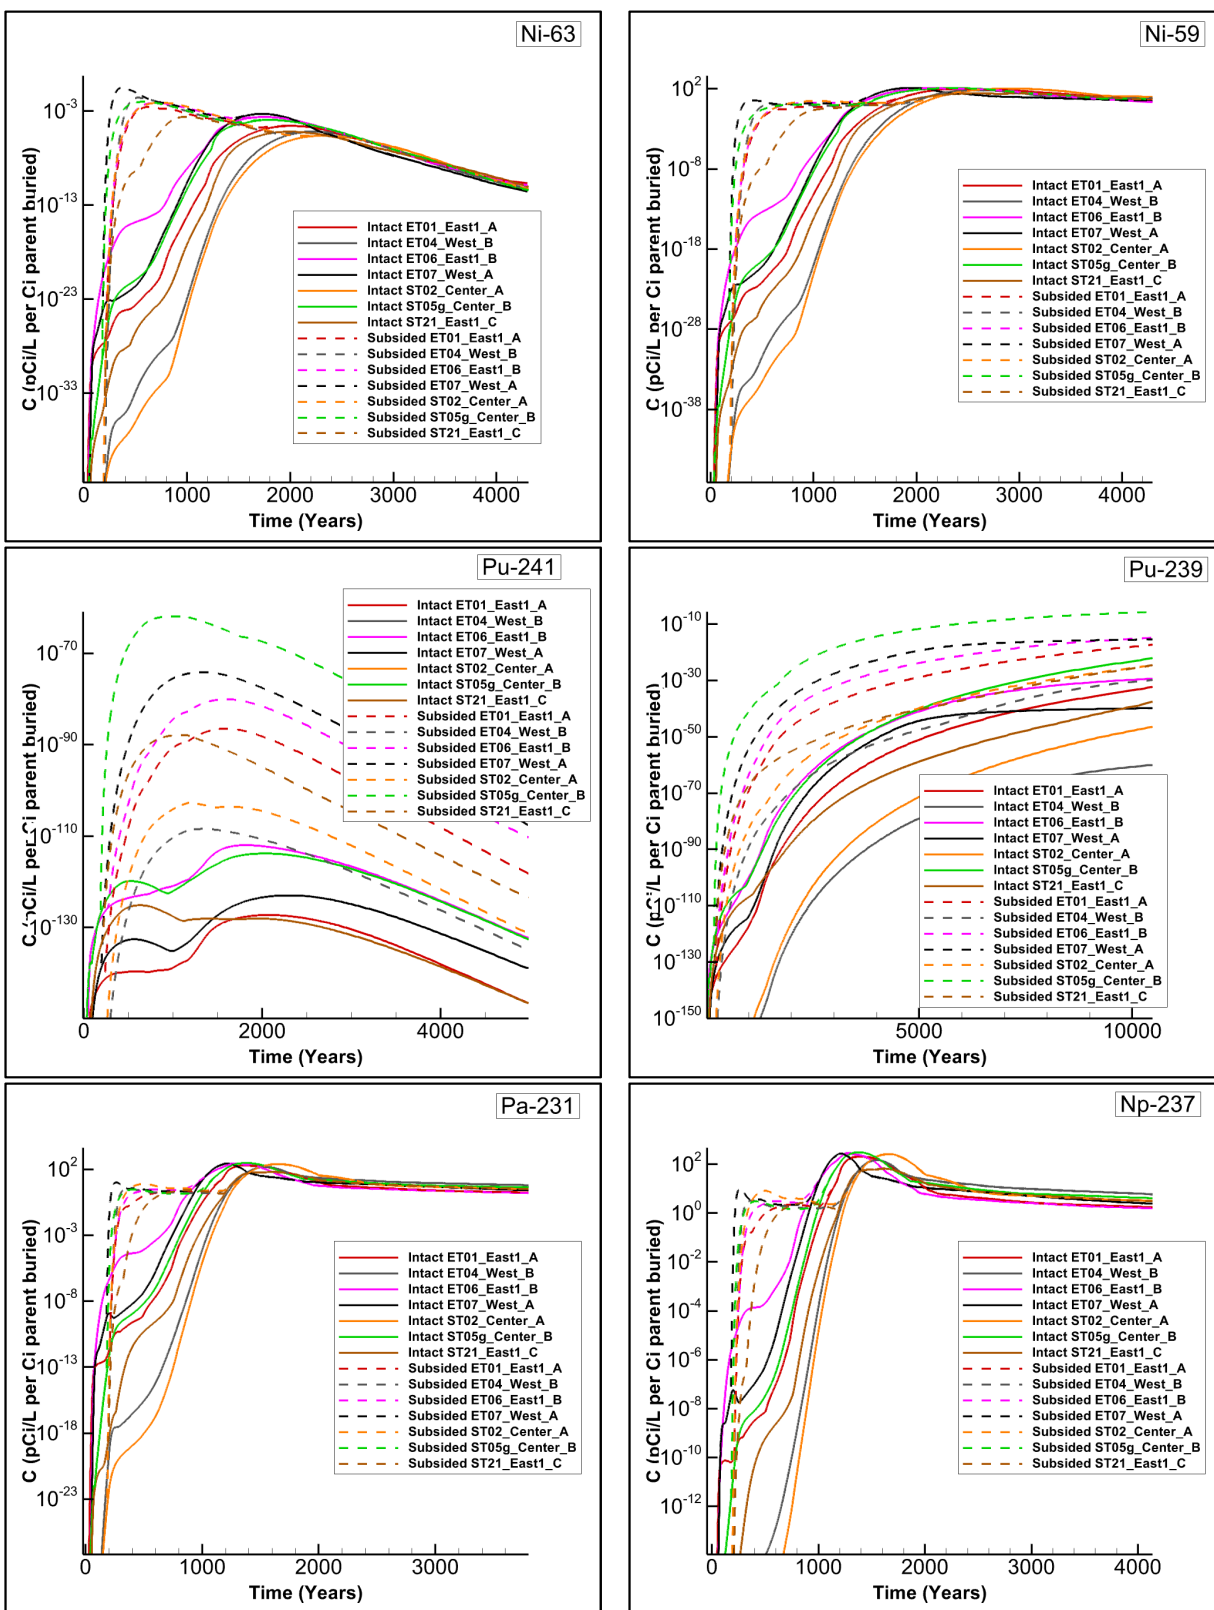 Ni-63
C (pCi/L per Ci parent buried)
10-3
10-13
10-23
10-33
Intact ET01_East1_A
Intact ET04_West_B
Intact ET06_East1_B
Intact ET07_West_A
Intact ST02_Center_A
Intact ST05g_Center_B
Intact ST21_East1_C
Subsided ET01_East1_A
Subsided ET04_West_B
Subsided ET06_East1_B
Subsided ET07_West_A
Subsided ST02_Center_A
Subsided ST05g_Center_B
Subsided ST21_East1_C
0 1000 2000 3000 4000
Time (Years)
Ni-59
C (pCi/L per Ci parent buried)
102
10-8
10-18
10-28
10-38
Intact ET01_East1_A
Intact ET04_West_B
Intact ET06_East1_B
Intact ET07_West_A
Intact ST02_Center_A
Intact ST05g_Center_B
Intact ST21_East1_C
Subsided ET01_East1_A
Subsided ET04_West_B
Subsided ET06_East1_B
Subsided ET07_West_A
Subsided ST02_Center_A
Subsided ST05g_Center_B
Subsided ST21_East1_C
0 1000 2000 3000 4000
Time (Years)
Pu-241
C (pCi/L per Ci parent buried)
10-70
10-90
10-110
10-130
Intact ET01_East1_A
Intact ET04_West_B
Intact ET06_East1_B
Intact ET07_West_A
Intact ST02_Center_A
Intact ST05g_Center_B
Intact ST21_East1_C
Subsided ET01_East1_A
Subsided ET04_West_B
Subsided ET06_East1_B
Subsided ET07_West_A
Subsided ST02_Center_A
Subsided ST05g_Center_B
Subsided ST21_East1_C
0 2000 4000
Time (Years)
Pu-239
C (pCi/L per Ci parent buried)
10-10
10-30
10-50
10-70
10-90
10-110
10-130
10-150
Intact ET01_East1_A
Intact ET04_West_B
Intact ET06_East1_B
Intact ET07_West_A
Intact ST02_Center_A
Intact ST05g_Center_B
Intact ST21_East1_C
Subsided ET01_East1_A
Subsided ET04_West_B
Subsided ET06_East1_B
Subsided ET07_West_A
Subsided ST02_Center_A
Subsided ST05g_Center_B
Subsided ST21_East1_C
5000 10000
Time (Years)
Pa-231
C (pCi/L per Ci parent buried)
102
10-3
10-8
10-13
10-18
10-23
Intact ET01_East1_A
Intact ET04_West_B
Intact ET06_East1_B
Intact ET07_West_A
Intact ST02_Center_A
Intact ST05g_Center_B
Intact ST21_East1_C
Subsided ET01_East1_A
Subsided ET04_West_B
Subsided ET06_East1_B
Subsided ET07_West_A
Subsided ST02_Center_A
Subsided ST05g_Center_B
Subsided ST21_East1_C
0 1000 2000 3000
Time (Years)
Np-237
C (pCi/L per Ci parent buried)
102
100
10-2
10-4
10-6
10-8
10-10
10-12
Intact ET01_East1_A
Intact ET04_West_B
Intact ET06_East1_B
Intact ET07_West_A
Intact ST02_Center_A
Intact ST05g_Center_B
Intact ST21_East1_C
Subsided ET01_East1_A
Subsided ET04_West_B
Subsided ET06_East1_B
Subsided ET07_West_A
Subsided ST02_Center_A
Subsided ST05g_Center_B
Subsided ST21_East1_C
0 1000 2000 3000 4000
Time (Years)